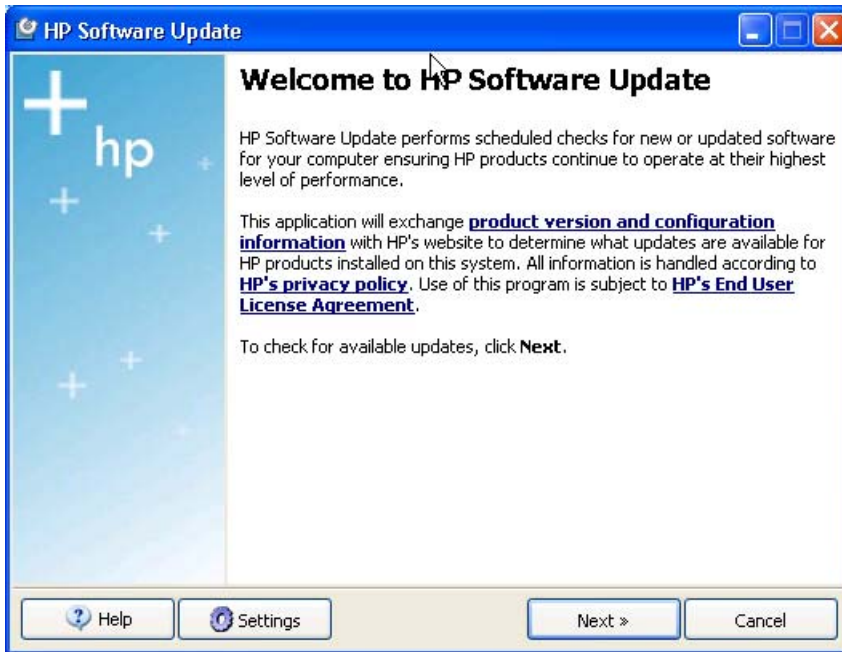 HP Software Update
hp
Welcome to HP Software Update
HP Software Update performs scheduled checks for new or updated software
for your computer ensuring HP products continue to operate at their highest
level of performance.
This application will exchange product version and configuration
information with HP's website to determine what updates are available for
HP products installed on this system. All information is handled according to
HP's privacy policy. Use of this program is subject to HP's End User
License Agreement.
To check for available updates, click Next.
Help
Settings
Next »
Cancel